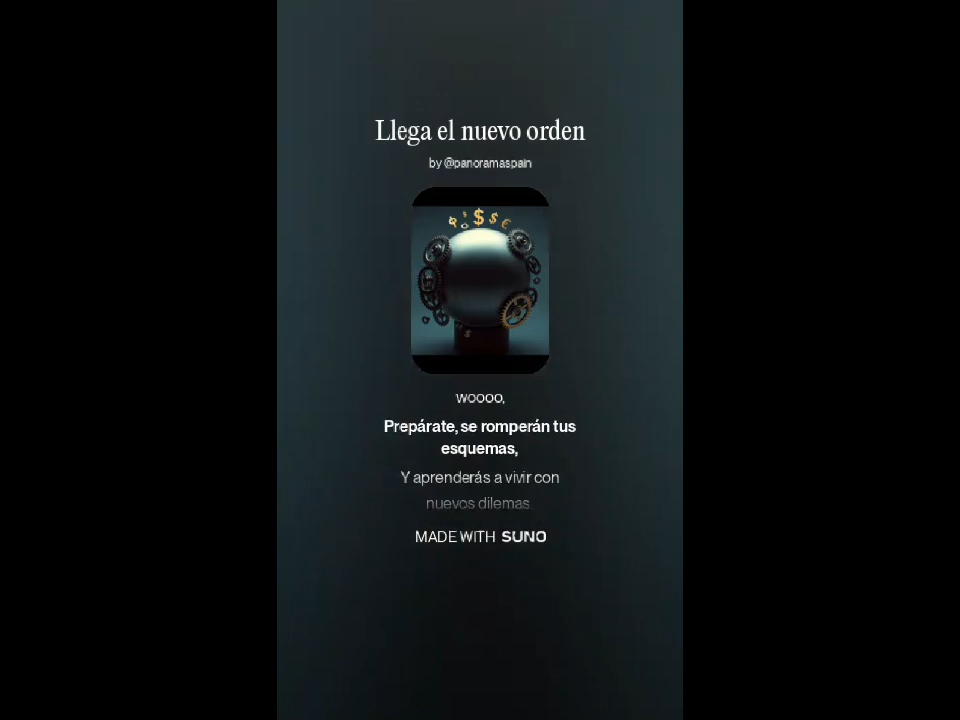 Llega el nuevo orden
by @panoramaspain
$ $ $ €
woooo,
Prepárate, se romperán tus
esquemas,
Y aprenderás a vivir con
nuevos dilemas.
MADE WITH SUNO